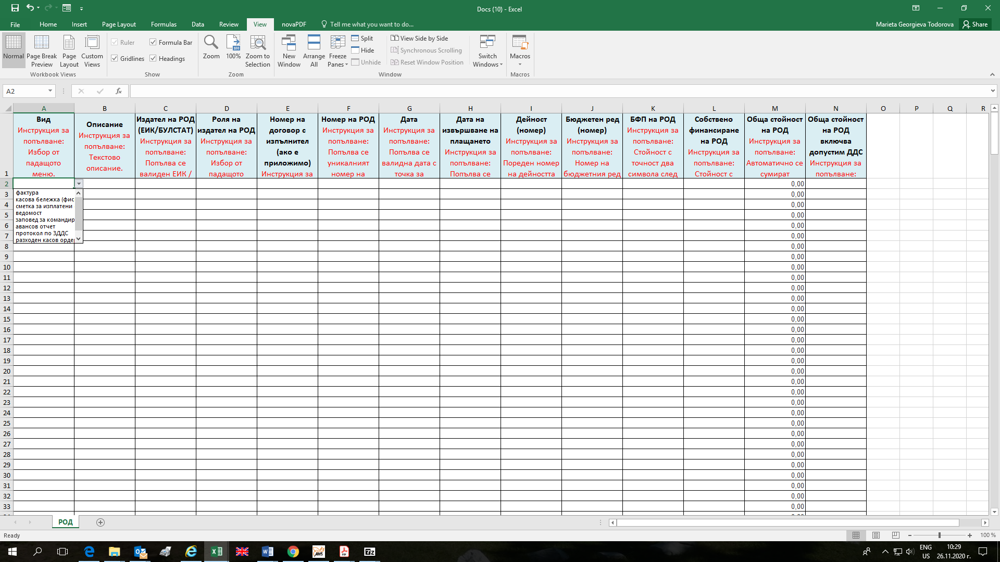 Docs (10) - Excel
File Home Insert Page Layout Formulas Data Review View novaPDF Tell me what you want to do... Marieta Georgieva Todorova Share
Normal Page Break Preview Page Layout Custom Views
Workbook Views
Ruler Formula Bar
Gridlines Headings
Show
Zoom 100% Zoom to Selection
Zoom
New Window Arrange All Freeze Panes
Split
Hide
Unhide
View Side by Side
Synchronous Scrolling
Reset Window Position
Switch Windows
Window
Macros
Macros
A2
fx
A B C D E F G H I J K L M N O P Q R
1
Вид
Инструкция за
попълване:
Избор от
падащото
меню.
Описание
Инструкция за
попълване:
Текстово
описание.
Издател на РОД
(ЕИК/БУЛСТАТ)
Инструкция за
попълване:
Попълва се
валиден ЕИК /
Роля на
издател на РОД
Инструкция за
попълване:
Избор от
падащото
Номер на
договор с
изпълнител
(ако е
приложимо)
Инструкция за
Номер на РОД
Инструкция за
попълване:
Попълва се
уникалният
номер на
Дата
Инструкция за
попълване:
Попълва се
валидна дата с
точка за
Дата на
извършване на
плащането
Инструкция за
попълване:
Попълва се
Дейност
(номер)
Инструкция за
попълване:
Пореден номер
на дейността
Бюджетен ред
(номер)
Инструкция за
попълване:
Номер на
бюджетния ред
БФП на РОД
Инструкция за
попълване:
Стойност с
точност два
символа след
Собствено
финансиране
на РОД
Инструкция за
попълване:
Стойност с
Обща стойност
на РОД
Инструкция за
попълване:
Автоматично се
сумират
Обща стойност
на РОД
включва
допустим ДДС
Инструкция за
попълване:
фактура
касова бележка (фис
сметка за изплатени
ведомост
заповед за командир
авансов отчет
протокол по ЗДДС
разходен касов орде
2 0,00
3 0,00
4 0,00
5 0,00
6 0,00
7 0,00
8 0,00
9 0,00
10 0,00
11 0,00
12 0,00
13 0,00
14 0,00
15 0,00
16 0,00
17 0,00
18 0,00
19 0,00
20 0,00
21 0,00
22 0,00
23 0,00
24 0,00
25 0,00
26 0,00
27 0,00
28 0,00
29 0,00
30 0,00
31 0,00
32 0,00
33 0,00
РОД
Ready
100 %
ENG
US
10:29
26.11.2020 г.